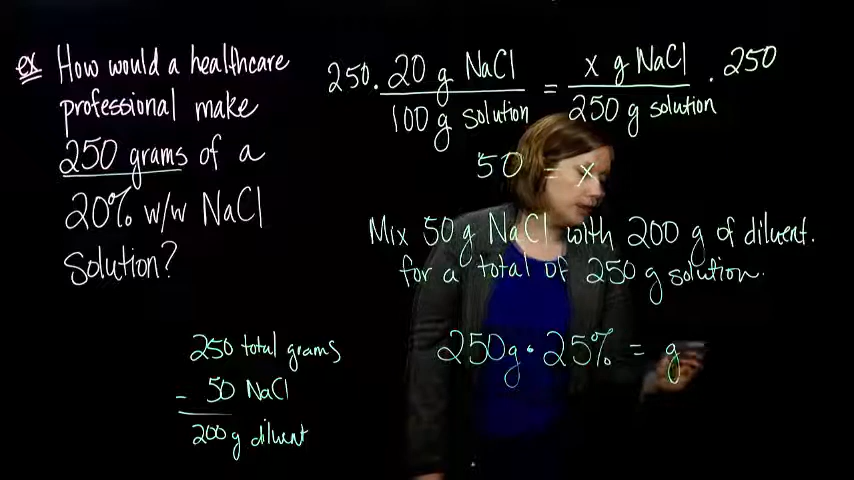 ex How would a healthcare
professional make
250 grams of a
20% w/w NaCl
solution?
250 · 20 g NaCl / 100 g solution = x g NaCl / 250 g solution · 250
50 = x
Mix 50 g NaCl with 200 g of diluent.
for a total of 250 g solution.
250 total grams
- 50 NaCl
200 g diluent
250g · 25% = g